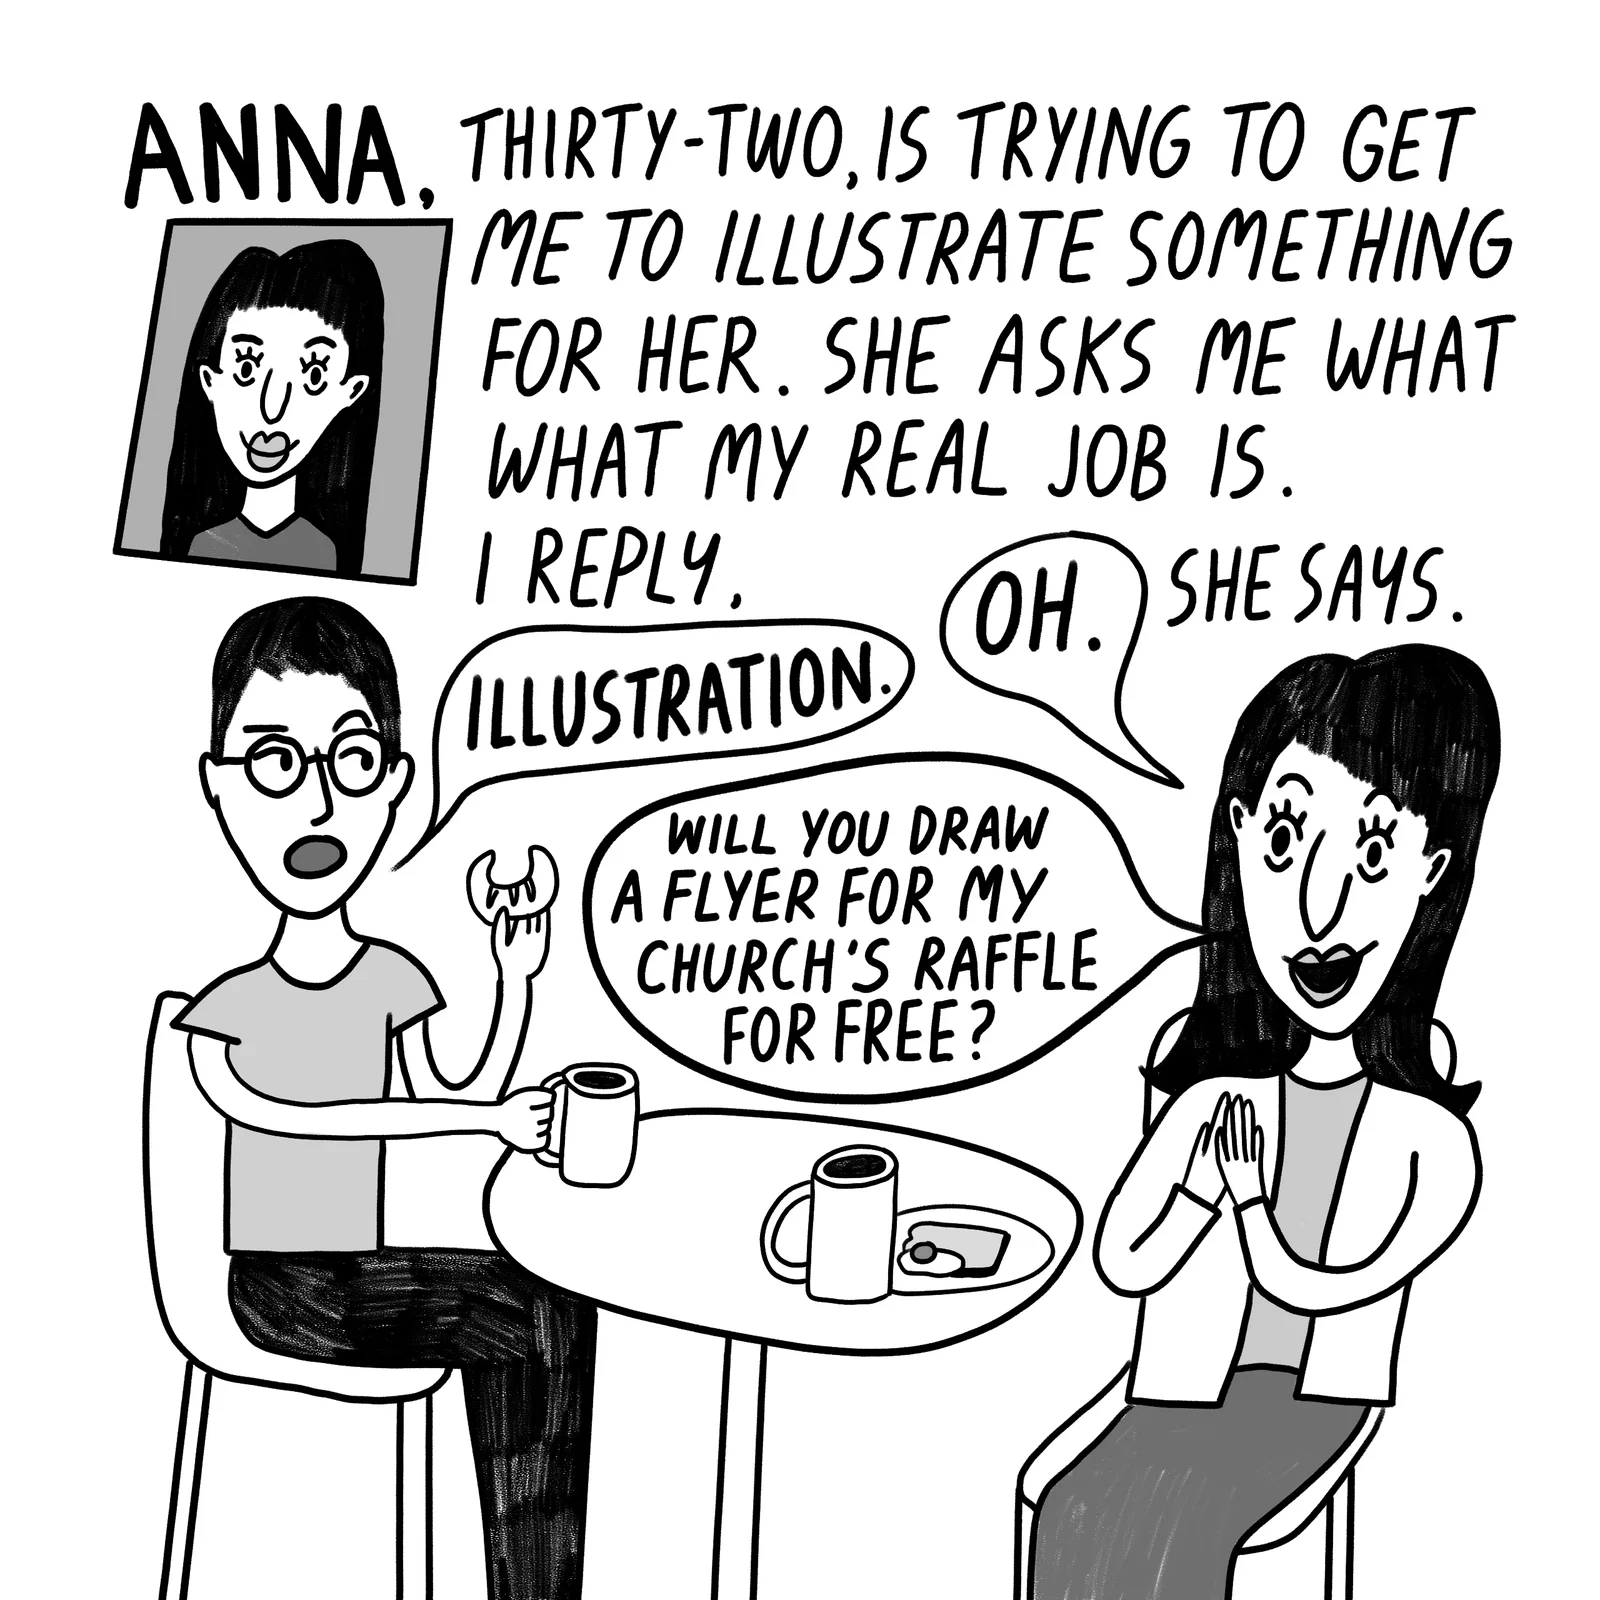 ANNA, THIRTY-TWO, IS TRYING TO GET
ME TO ILLUSTRATE SOMETHING
FOR HER. SHE ASKS ME WHAT
WHAT MY REAL JOB IS.
I REPLY,
ILLUSTRATION.
OH. SHE SAYS.
WILL YOU DRAW
A FLYER FOR MY
CHURCH'S RAFFLE
FOR FREE?